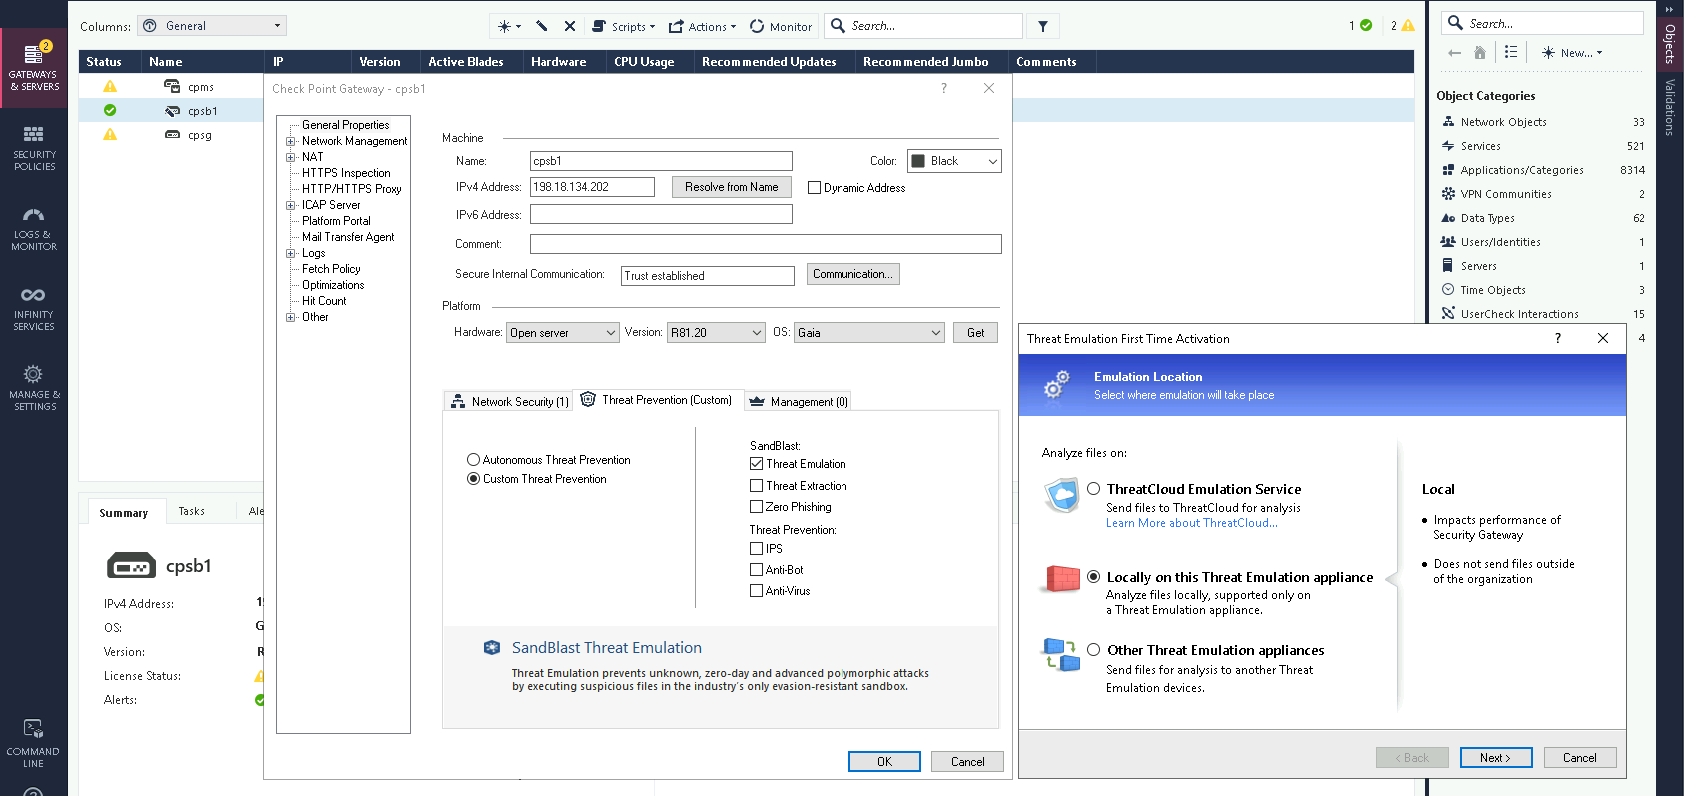 Columns: General
Scripts Actions Monitor Search... 1 2
Status Name IP Version Active Blades Hardware CPU Usage Recommended Updates Recommended Jumbo Comments
cpms
cpsb1
cpsg
2
GATEWAYS
& SERVERS
SECURITY
POLICIES
LOGS &
MONITOR
INFINITY
SERVICES
MANAGE &
SETTINGS
COMMAND
LINE
Summary Tasks Ale
cpsb1
IPv4 Address: 1
OS: G
Version: R
License Status:
Alerts:
Check Point Gateway - cpsb1 ?
General Properties
Network Management
NAT
HTTPS Inspection
HTTP/HTTPS Proxy
ICAP Server
Platform Portal
Mail Transfer Agent
Logs
Fetch Policy
Optimizations
Hit Count
Other
Machine
Name: cpsb1 Color: Black
IPv4 Address: 198.18.134.202 Resolve from Name Dynamic Address
IPv6 Address:
Comment:
Secure Internal Communication: Trust established Communication...
Platform
Hardware: Open server Version: R81.20 OS: Gaia Get
Network Security (1) Threat Prevention (Custom) Management (0)
Autonomous Threat Prevention
Custom Threat Prevention
SandBlast:
Threat Emulation
Threat Extraction
Zero Phishing
Threat Prevention:
IPS
Anti-Bot
Anti-Virus
SandBlast Threat Emulation
Threat Emulation prevents unknown, zero-day and advanced polymorphic attacks
by executing suspicious files in the industry's only evasion-resistant sandbox.
OK Cancel
Search...
New...
Object Categories
Network Objects 33
Services 521
Applications/Categories 8314
VPN Communities 2
Data Types 62
Users/Identities 1
Servers 1
Time Objects 3
UserCheck Interactions 15
4
Objects
Validations
Threat Emulation First Time Activation ?
Emulation Location
Select where emulation will take place
Analyze files on:
ThreatCloud Emulation Service
Send files to ThreatCloud for analysis
Learn More about ThreatCloud...
Locally on this Threat Emulation appliance
Analyze files locally, supported only on
a Threat Emulation appliance.
Other Threat Emulation appliances
Send files for analysis to another Threat
Emulation devices.
Local
• Impacts performance of
Security Gateway
• Does not send files outside
of the organization
< Back Next > Cancel